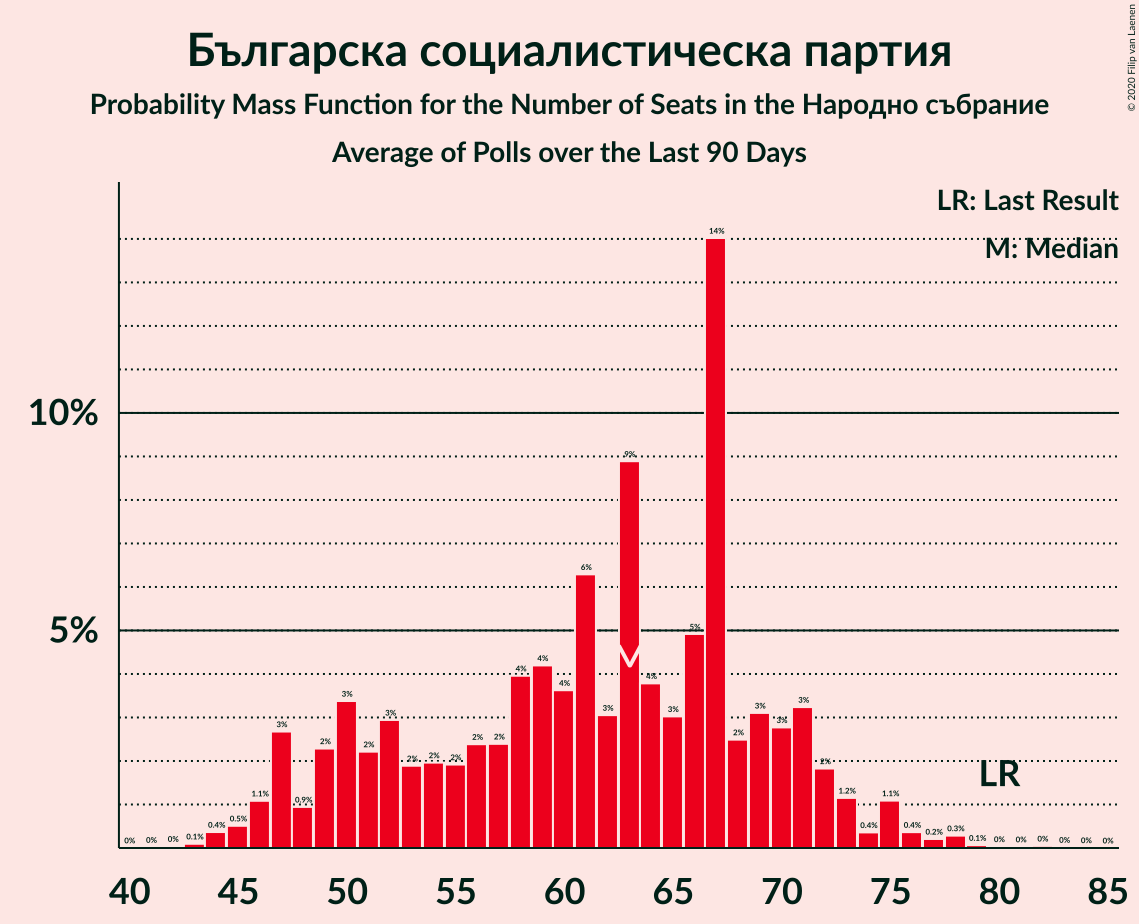 Българска социалистическа партия
Probability Mass Function for the Number of Seats in the Народно събрание
Average of Polls over the Last 90 Days
© 2020 Filip van Laenen
LR: Last Result
M: Median
10%
5%
0% 0% 0% 0.1% 0.4% 0.5% 1.1% 3% 0.9% 2% 3% 2% 3% 2% 2% 2% 2% 2% 4% 4% 4% 6% 3% 9% 4% 3% 5% 14% 2% 3% 3% 3% 2% 1.2% 0.4% 1.1% 0.4% 0.2% 0.3% 0.1% 0% 0% 0% 0% 0% 0%
LR
40 45 50 55 60 65 70 75 80 85